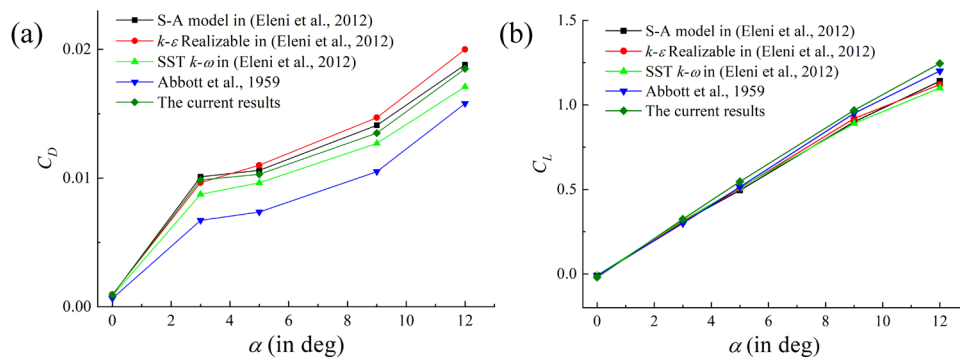 (a)
S-A model in (Eleni et al., 2012)
k-ε Realizable in (Eleni et al., 2012)
SST k-ω in (Eleni et al., 2012)
Abbott et al., 1959
The current results
C_D
0.02
0.01
0.00
0 2 4 6 8 10 12
α (in deg)
(b)
S-A model in (Eleni et al., 2012)
k-ε Realizable in (Eleni et al., 2012)
SST k-ω in (Eleni et al., 2012)
Abbott et al., 1959
The current results
C_L
1.5
1.0
0.5
0.0
0 2 4 6 8 10 12
α (in deg)